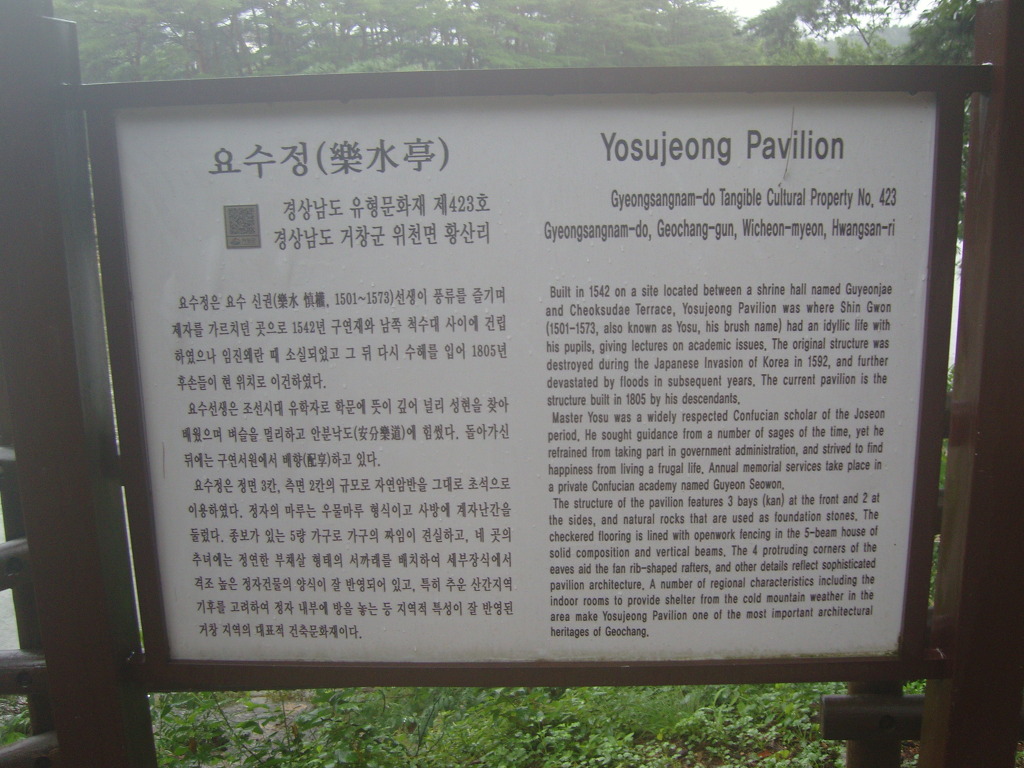 요수정(樂水亭)
경상남도 유형문화재 제423호
경상남도 거창군 위천면 황산리
요수정은 요수 신권(樂水 愼權, 1501~1573)선생이 풍류를 즐기며
제자를 가르치던 곳으로 1542년 구연재와 남쪽 척수대 사이에 건립
하였으나 임진왜란 때 소실되었고 그 뒤 다시 수해를 입어 1805년
후손들이 현 위치로 이건하였다.
요수선생은 조선시대 유학자로 학문에 뜻이 깊어 널리 성현을 찾아
배웠으며 벼슬을 멀리하고 안분낙도(安分樂道)에 힘썼다. 돌아가신
뒤에는 구연서원에서 배향(配享)하고 있다.
요수정은 정면 3칸, 측면 2칸의 규모로 자연암반을 그대로 초석으로
이용하였다. 정자의 마루는 우물마루 형식이고 사방에 계자난간을
둘렀다. 종보가 있는 5량 가구로 가구의 짜임이 견실하고, 네 곳의
추녀에는 정연한 부채살 형태의 서까래를 배치하여 세부장식에서
격조 높은 정자건물의 양식이 잘 반영되어 있고, 특히 추운 산간지역
기후를 고려하여 정자 내부에 방을 놓는 등 지역적 특성이 잘 반영된
거창 지역의 대표적 건축문화재이다.
Yosujeong Pavilion
Gyeongsangnam-do Tangible Cultural Property No. 423
Gyeongsangnam-do, Geochang-gun, Wicheon-myeon, Hwangsan-ri
Built in 1542 on a site located between a shrine hall named Guyeonjae
and Cheoksudae Terrace, Yosujeong Pavilion was where Shin Gwon
(1501-1573, also known as Yosu, his brush name) had an idyllic life with
his pupils, giving lectures on academic issues. The original structure was
destroyed during the Japanese Invasion of Korea in 1592, and further
devastated by floods in subsequent years. The current pavilion is the
structure built in 1805 by his descendants.
Master Yosu was a widely respected Confucian scholar of the Joseon
period. He sought guidance from a number of sages of the time, yet he
refrained from taking part in government administration, and strived to find
happiness from living a frugal life. Annual memorial services take place in
a private Confucian academy named Guyeon Seowon.
The structure of the pavilion features 3 bays (kan) at the front and 2 at
the sides, and natural rocks that are used as foundation stones. The
checkered flooring is lined with openwork fencing in the 5-beam house of
solid composition and vertical beams. The 4 protruding corners of the
eaves aid the fan rib-shaped rafters, and other details reflect sophisticated
pavilion architecture. A number of regional characteristics including the
indoor rooms to provide shelter from the cold mountain weather in the
area make Yosujeong Pavilion one of the most important architectural
heritages of Geochang.